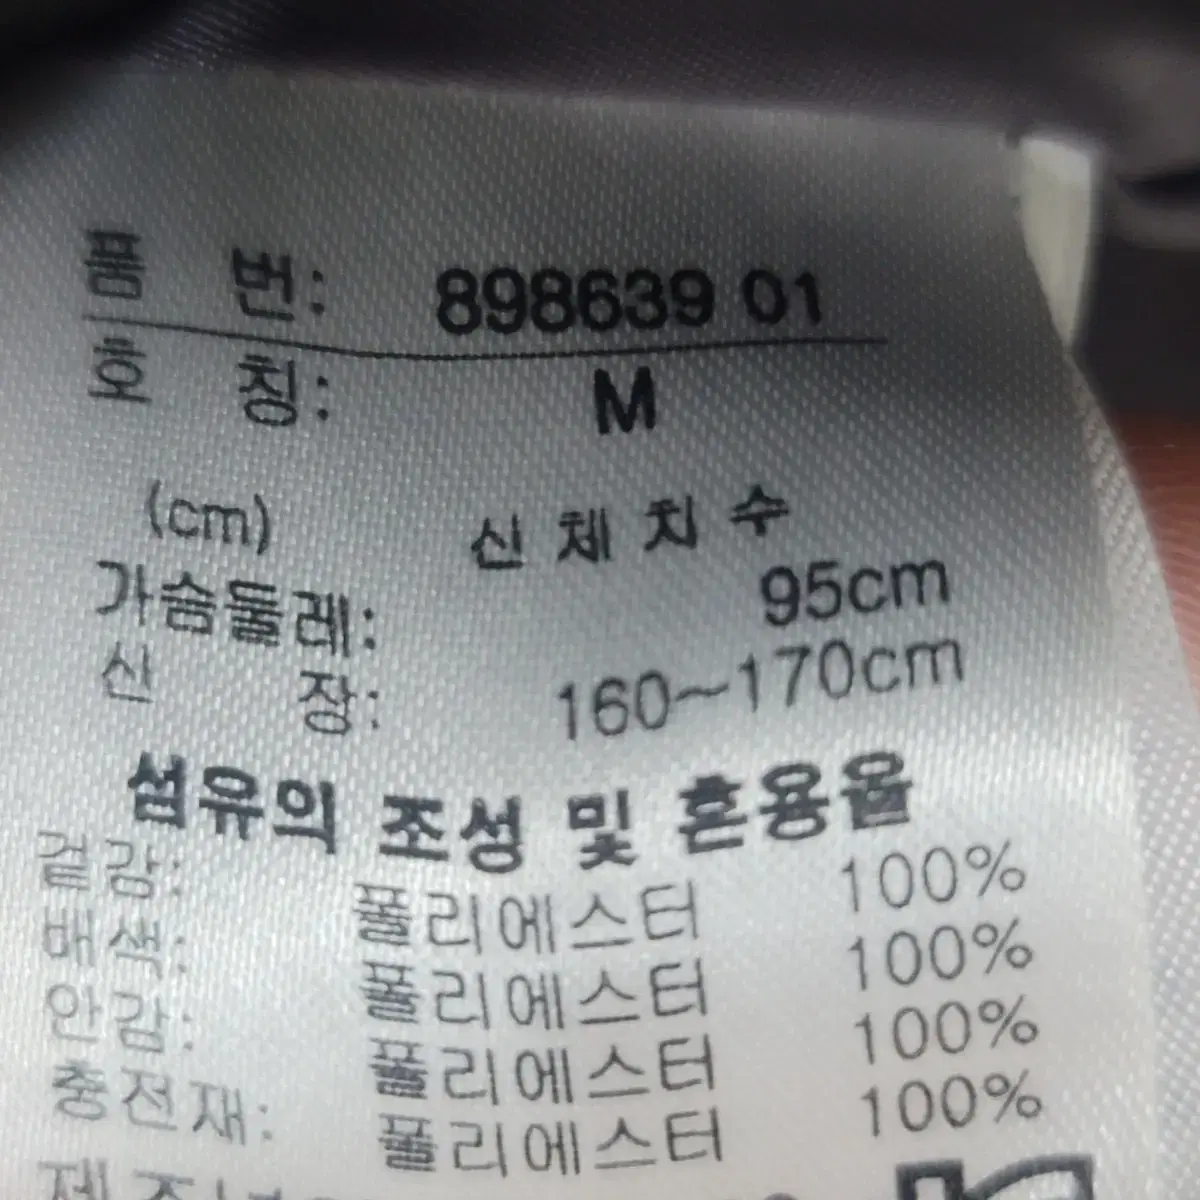 품 번: 898639 01
호 칭: M
(cm) 신 체 치 수
가슴둘레: 95cm
신 장: 160~170cm
섬유의 조성 및 혼용율
겉감: 폴리에스터 100%
배색: 폴리에스터 100%
안감: 폴리에스터 100%
충전재: 폴리에스터 100%